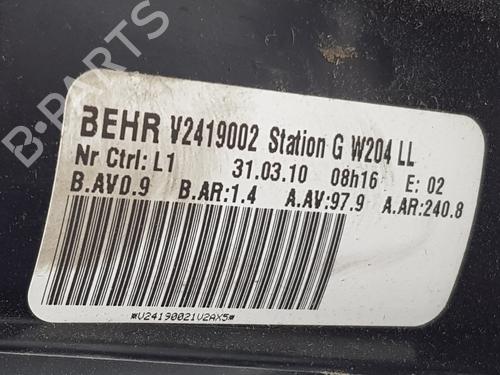 B-PARTS
BEHR V2419002 Station G W204 LL
Nr Ctrl: L1 31.03.10 08h16 E: 02
B.AV0.9 B.AR:1.4 A.AV:97.9 A.AR:240.8
*V24190021V2AX5*